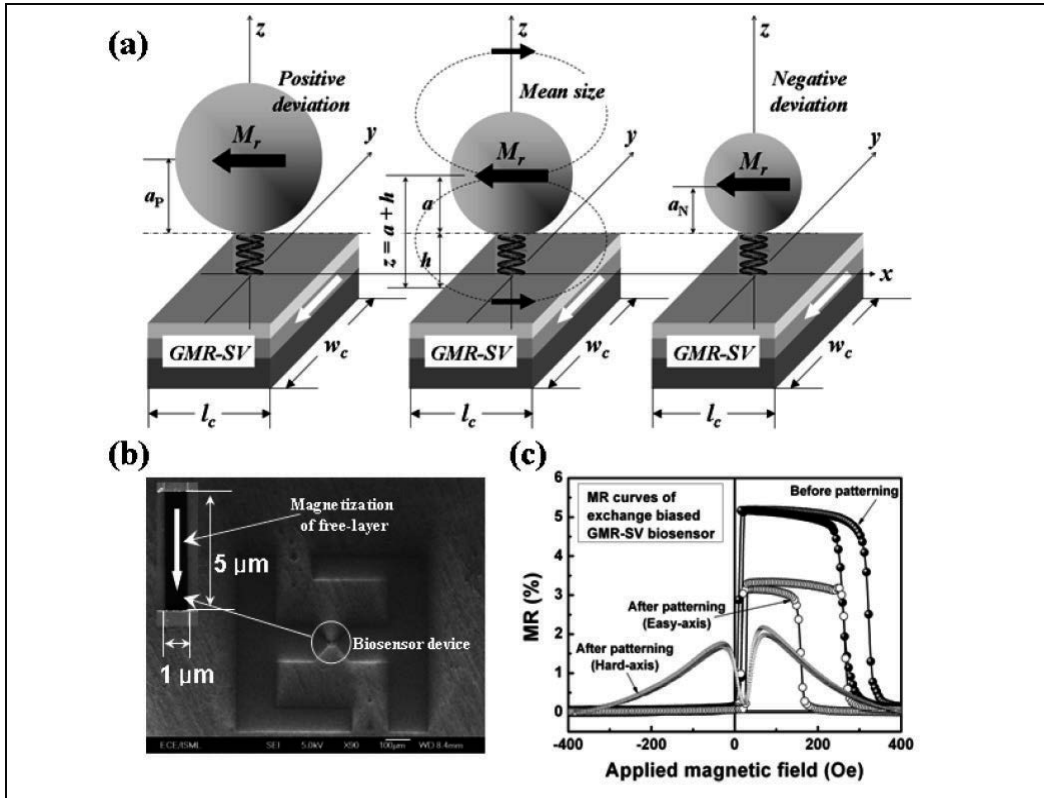 (a)
z
z
z
Positive
deviation
Mean size
Negative
deviation
y
y
y
M_r
M_r
M_r
a_P
z = a + h
a
h
a_N
x
GMR-SV
GMR-SV
GMR-SV
w_c
w_c
w_c
l_c
l_c
l_c
(b)
Magnetization
of free-layer
5 µm
1 µm
Biosensor device
ECE/ISML
SEI
5.0kV
X90
100µm
WD 8.4mm
(c)
MR curves of
exchange biased
GMR-SV biosensor
Before patterning
After patterning
(Easy-axis)
After patterning
(Hard-axis)
MR (%)
6
5
4
3
2
1
0
-400
-200
0
200
400
Applied magnetic field (Oe)